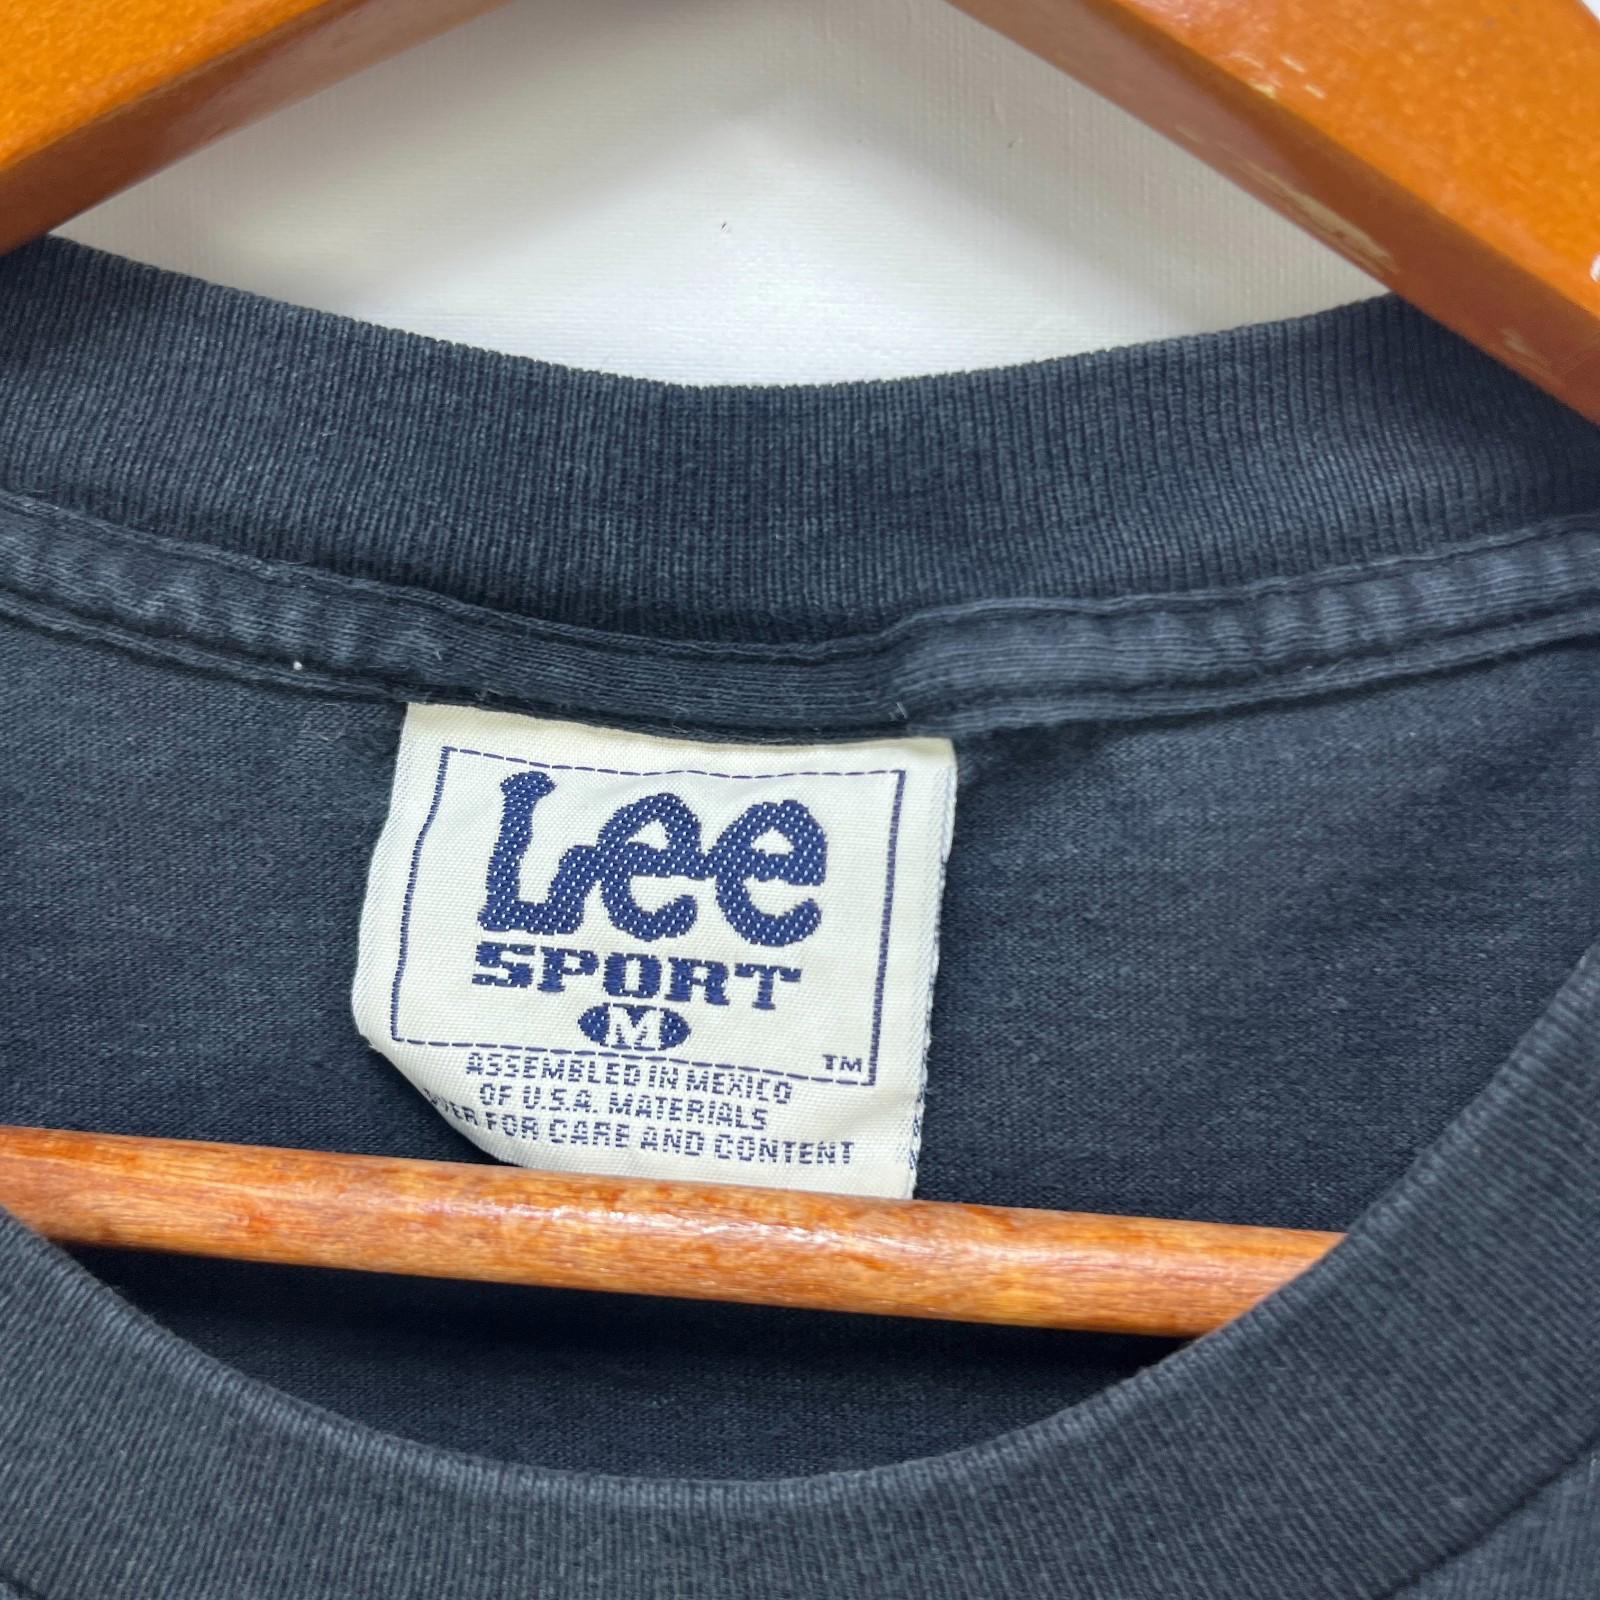 Lee
SPORT
M
TM
ASSEMBLED IN MEXICO
OF U.S.A. MATERIALS
FOR CARE AND CONTENT